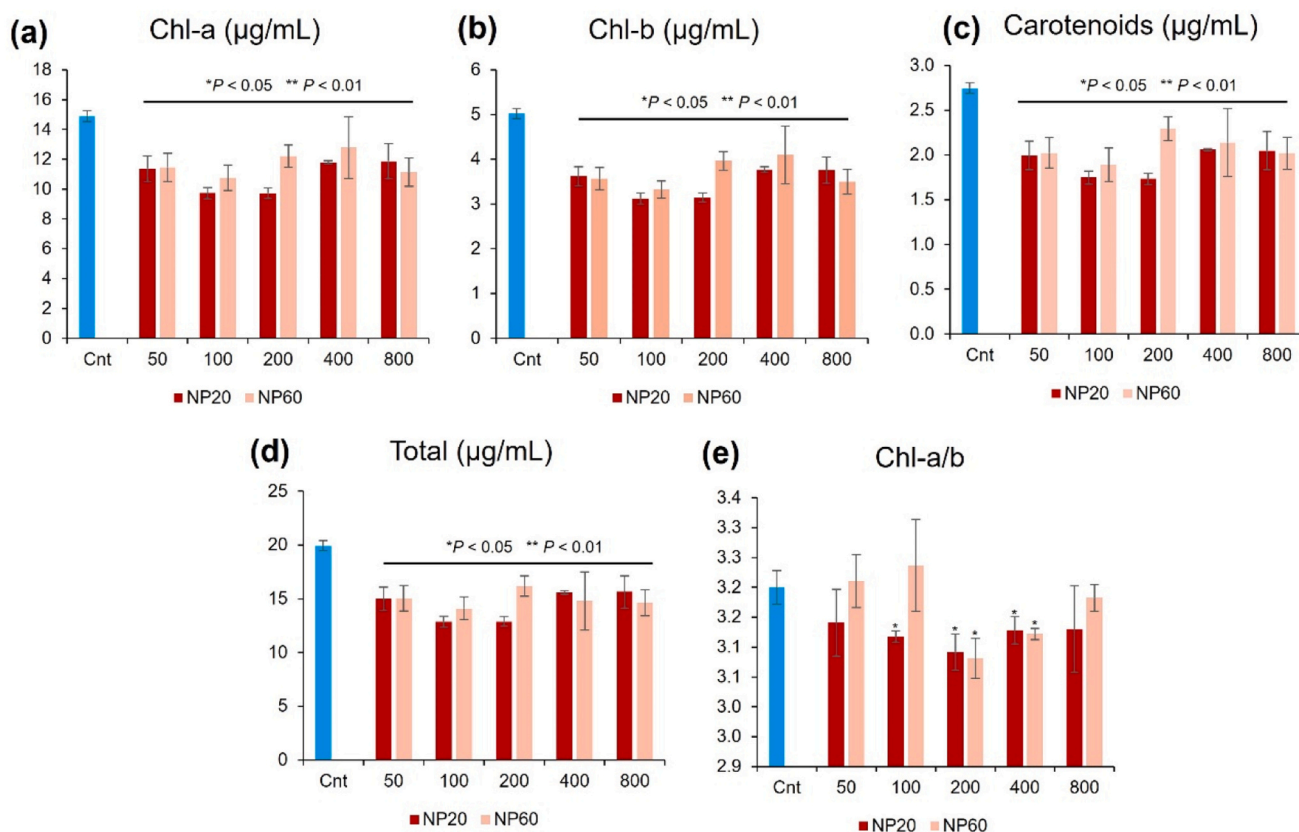 (a) Chl-a (µg/mL)
*P < 0.05 ** P < 0.01
18
16
14
12
10
8
6
4
2
0
Cnt 50 100 200 400 800
NP20 NP60
(b) Chl-b (µg/mL)
*P < 0.05 ** P < 0.01
6
5
4
3
2
1
0
Cnt 50 100 200 400 800
NP20 NP60
(c) Carotenoids (µg/mL)
*P < 0.05 ** P < 0.01
3.0
2.5
2.0
1.5
1.0
0.5
0.0
Cnt 50 100 200 400 800
NP20 NP60
(d) Total (µg/mL)
*P < 0.05 ** P < 0.01
25
20
15
10
5
0
Cnt 50 100 200 400 800
NP20 NP60
(e) Chl-a/b
3.4
3.3
3.3
3.2
3.2
3.1
3.1
3.0
3.0
2.9
* * * * *
Cnt 50 100 200 400 800
NP20 NP60